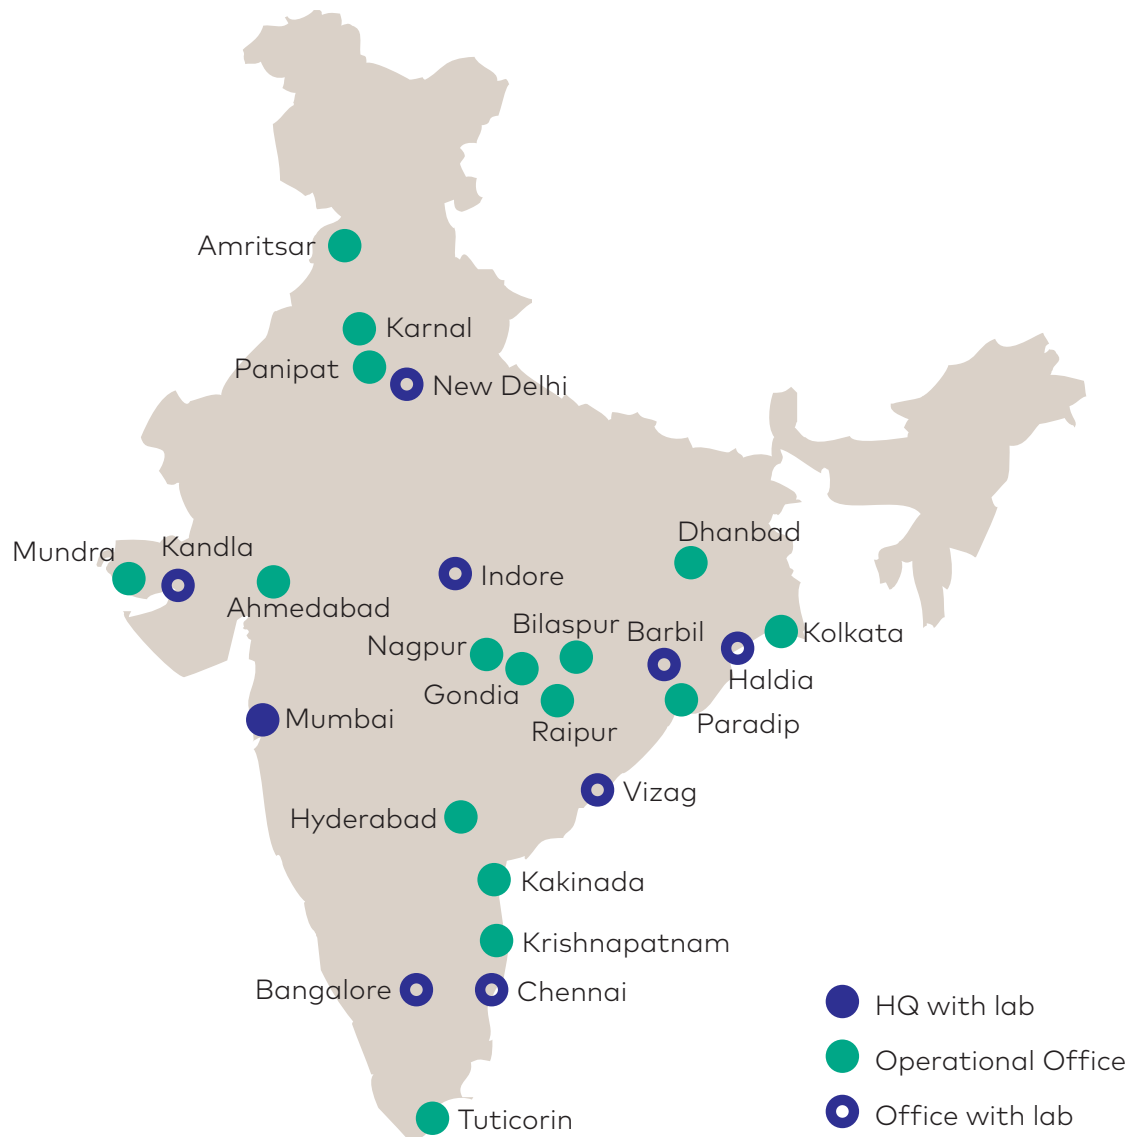 Amritsar
Karnal
Panipat
New Delhi
Dhanbad
Mundra
Kandla
Indore
Ahmedabad
Bilaspur
Barbil
Kolkata
Nagpur
Haldia
Gondia
Mumbai
Paradip
Raipur
Vizag
Hyderabad
Kakinada
Krishnapatnam
Bangalore
Chennai
HQ with lab
Operational Office
Office with lab
Tuticorin